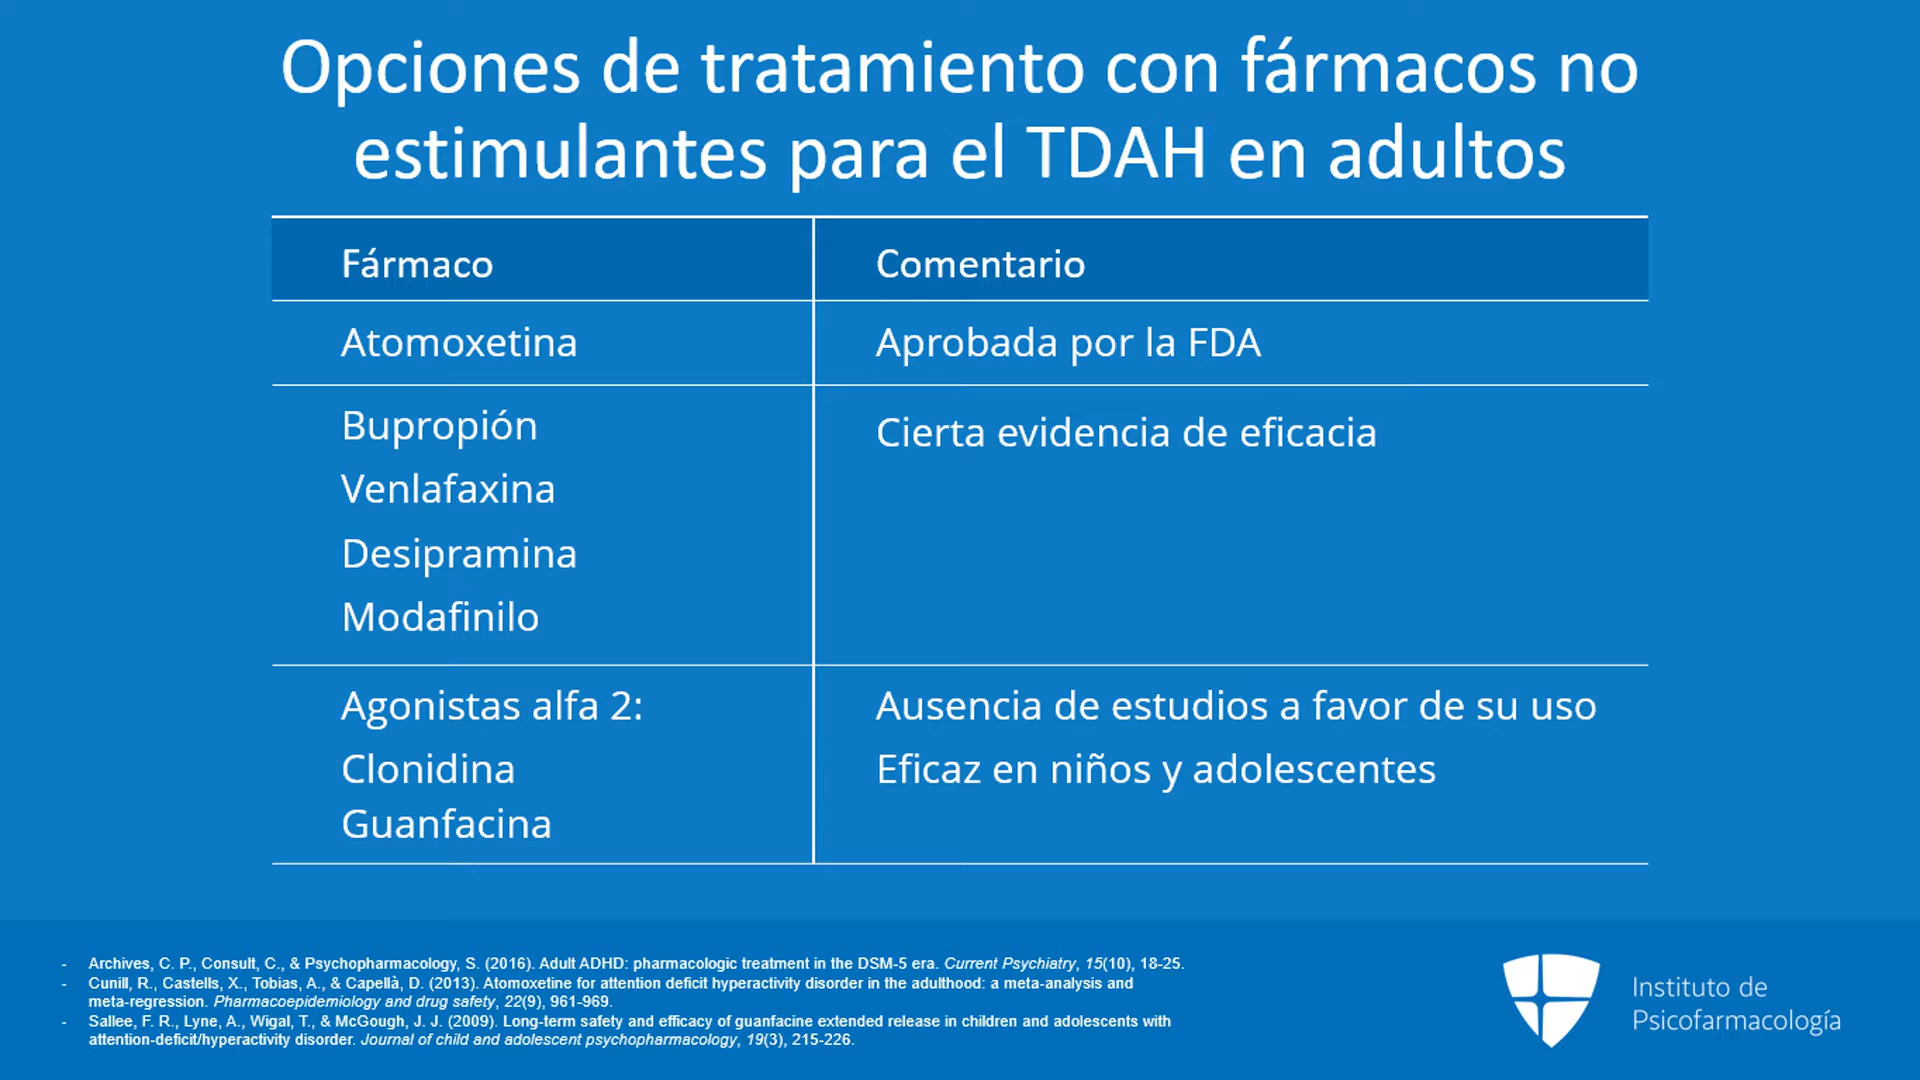 Opciones de tratamiento con fármacos no
estimulantes para el TDAH en adultos
Fármaco
Comentario
Atomoxetina
Aprobada por la FDA
Bupropión
Venlafaxina
Desipramina
Modafinilo
Cierta evidencia de eficacia
Agonistas alfa 2:
Clonidina
Guanfacina
Ausencia de estudios a favor de su uso
Eficaz en niños y adolescentes
- Archives, C. P., Consult, C., & Psychopharmacology, S. (2016). Adult ADHD: pharmacologic treatment in the DSM-5 era. Current Psychiatry, 15(10), 18-25.
- Cunill, R., Castells, X., Tobias, A., & Capellà, D. (2013). Atomoxetine for attention deficit hyperactivity disorder in the adulthood: a meta-analysis and
meta-regression. Pharmacoepidemiology and drug safety, 22(9), 961-969.
- Sallee, F. R., Lyne, A., Wigal, T., & McGough, J. J. (2009). Long-term safety and efficacy of guanfacine extended release in children and adolescents with
attention-deficit/hyperactivity disorder. Journal of child and adolescent psychopharmacology, 19(3), 215-226.
Instituto de
Psicofarmacología